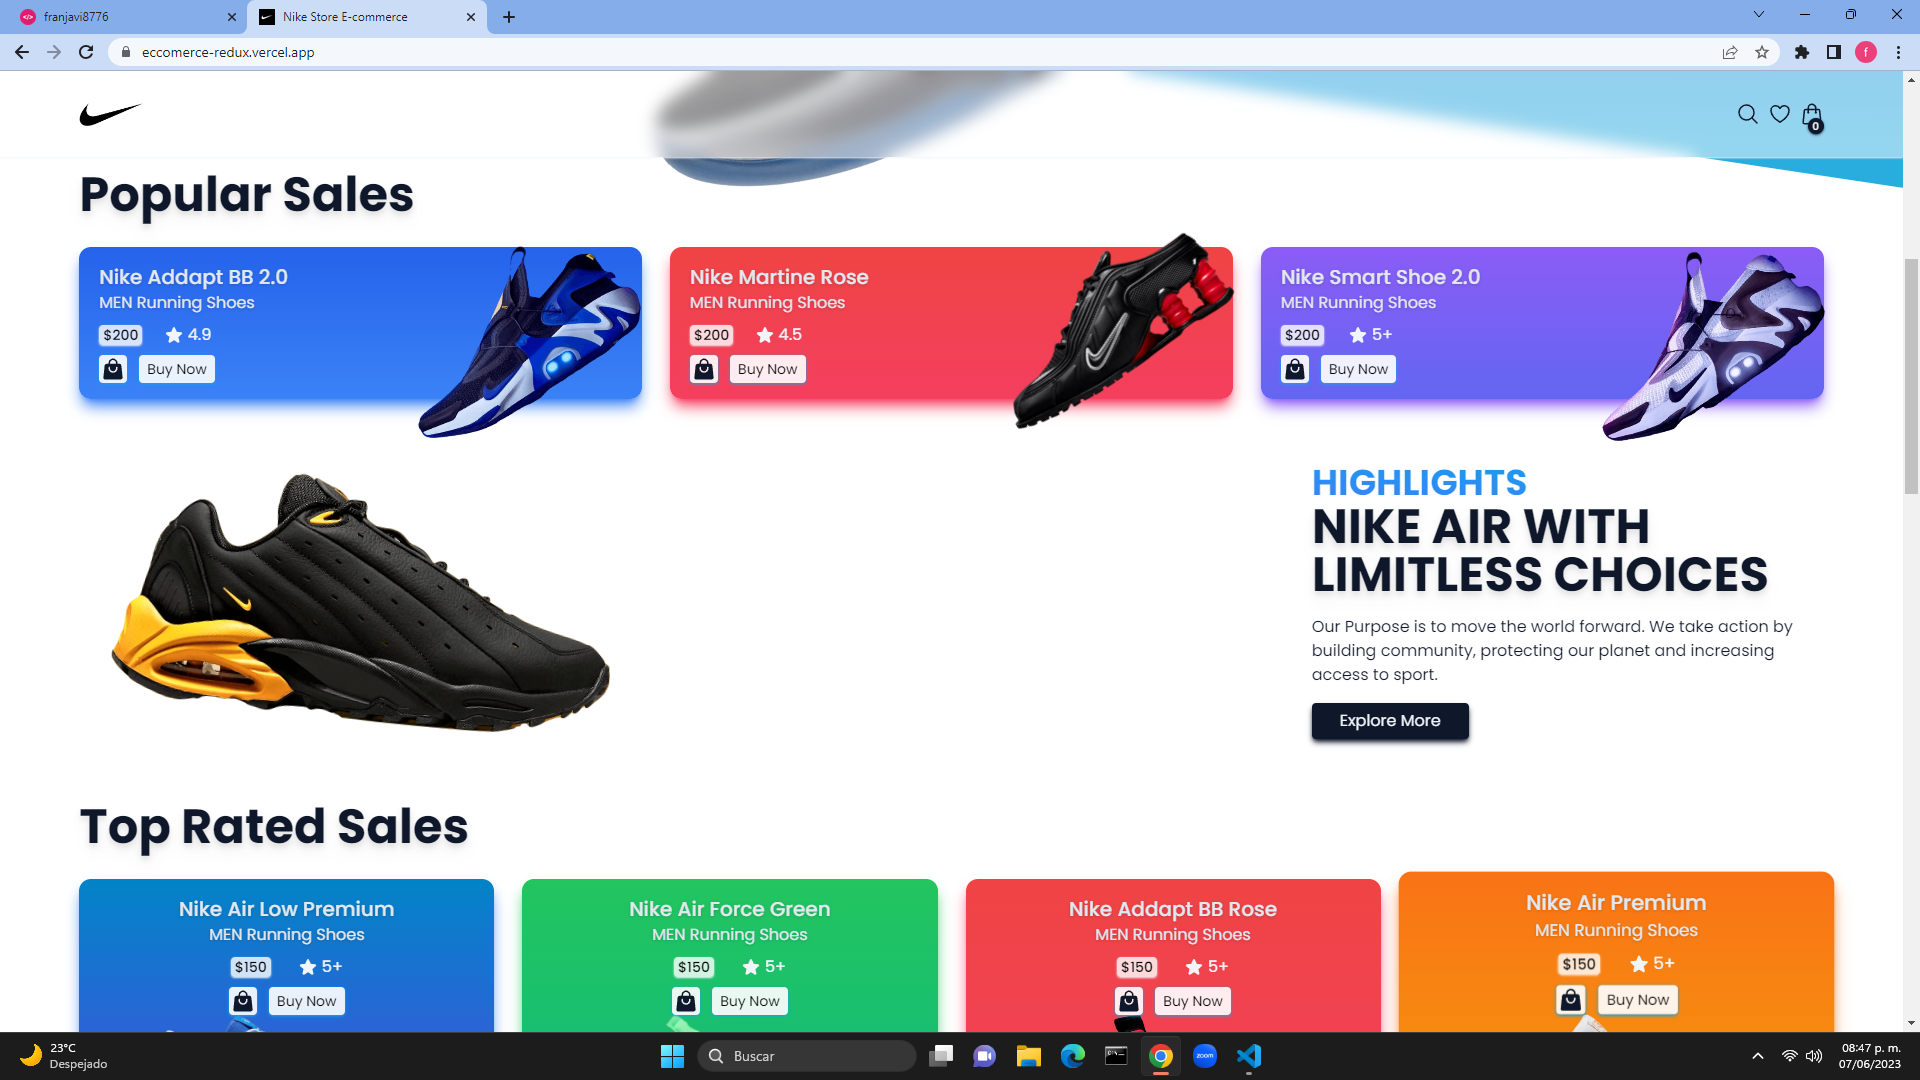 franjavi8776
Nike Store E-commerce
eccomerce-redux.vercel.app
f
0
Popular Sales
Nike Addapt BB 2.0
MEN Running Shoes
$200 4.9
Buy Now
Nike Martine Rose
MEN Running Shoes
$200 4.5
Buy Now
Nike Smart Shoe 2.0
MEN Running Shoes
$200 5+
Buy Now
HIGHLIGHTS
NIKE AIR WITH
LIMITLESS CHOICES
Our Purpose is to move the world forward. We take action by
building community, protecting our planet and increasing
access to sport.
Explore More
Top Rated Sales
Nike Air Low Premium
MEN Running Shoes
$150 5+
Buy Now
Nike Air Force Green
MEN Running Shoes
$150 5+
Buy Now
Nike Addapt BB Rose
MEN Running Shoes
$150 5+
Buy Now
Nike Air Premium
MEN Running Shoes
$150 5+
Buy Now
23°C
Despejado
Buscar
zoom
08:47 p. m.
07/06/2023